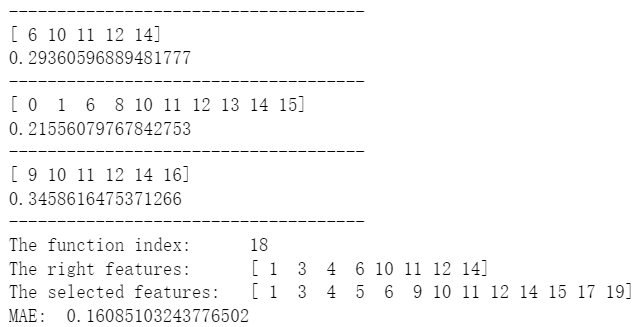 -------------------------------------
[ 6 10 11 12 14]
0.29360596889481777
-------------------------------------
[ 0  1  6  8 10 11 12 13 14 15]
0.21556079767842753
-------------------------------------
[ 9 10 11 12 14 16]
0.3458616475371266
-------------------------------------
The function index:      18
The right features:      [ 1  3  4  6 10 11 12 14]
The selected features:   [ 1  3  4  5  6  9 10 11 12 14 15 17 19]
MAE:  0.16085103243776502